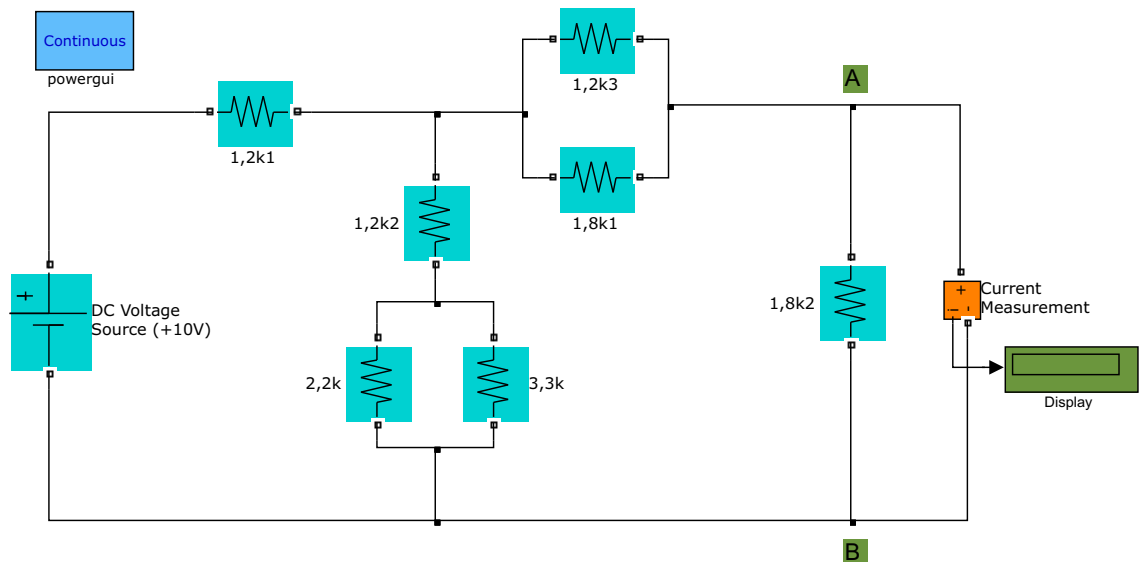 Continuous
powergui
1,2k3
A
1,2k1
1,8k1
1,2k2
+
DC Voltage
Source (+10V)
1,8k2
+
i
-
Current
Measurement
2,2k
3,3k
Display
B